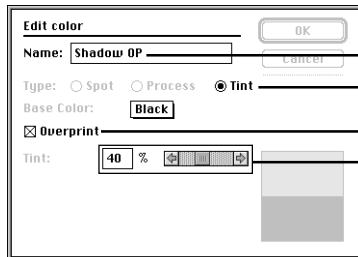 Edit color
OK
Name: Shadow OP
Cancel
Type: Spot Process Tint
Base Color: Black
Overprint
Tint: 40 %